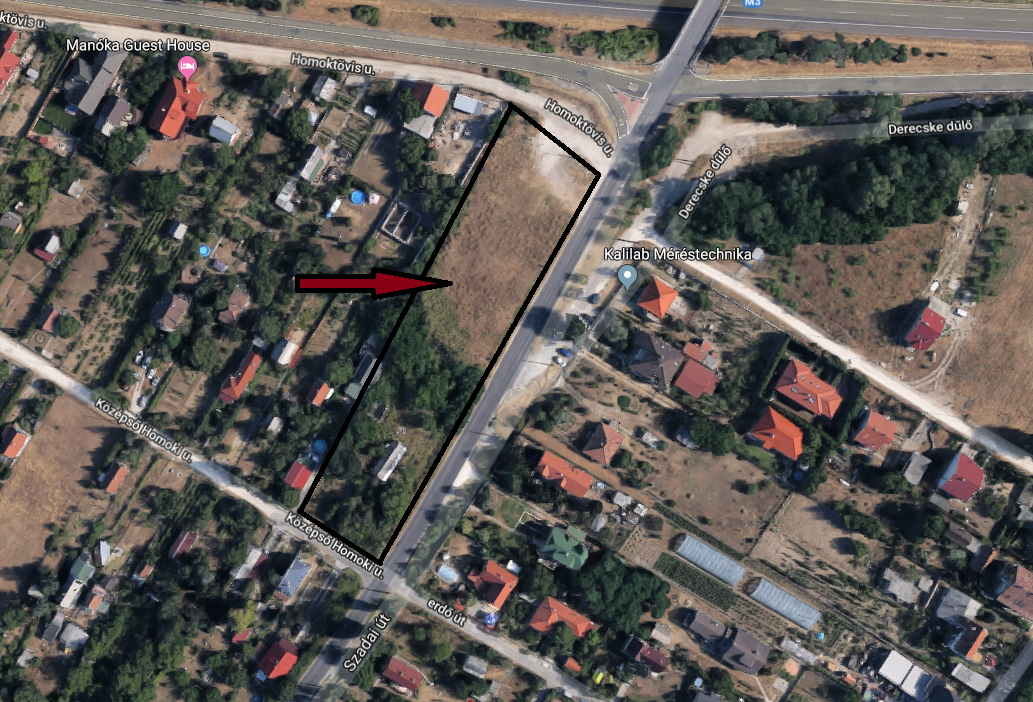 M3
ktövis u.
Manóka Guest House
Homoktövis u.
Homoktövis u.
Derecske dűlő
Derecske dűlő
Kalilab Méréstechnika
Középső Homoki u.
Középső Homoki u.
erdő út
Szadai út